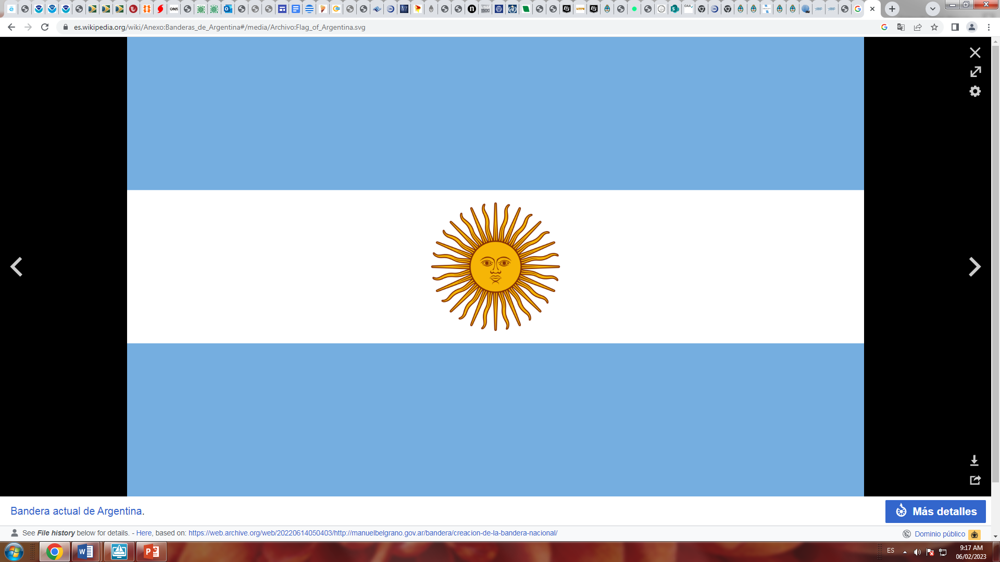 ONS
es.wikipedia.org/wiki/Anexo:Banderas_de_Argentina#/media/Archivo:Flag_of_Argentina.svg
Bandera actual de Argentina.
Más detalles
See File history below for details. - Here, based on: https://web.archive.org/web/20220614050403/http://manuelbelgrano.gov.ar/bandera/creacion-de-la-bandera-nacional/
Dominio público
ES
9:17 AM
06/02/2023